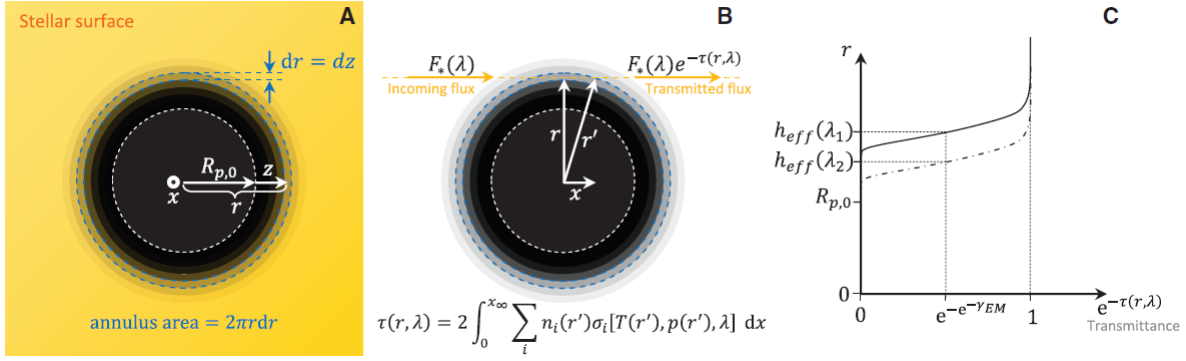 Stellar surface
A
dr = dz
R_{p,0}
z
x
r
annulus area = 2πrdr
B
F_*(λ)
F_*(λ)e^{−τ(r,λ)}
Incoming flux
Transmitted flux
r
r′
x
τ(r, λ) = 2 ∫_0^{x_∞} ∑_i n_i(r′)σ_i[T(r′), p(r′), λ] dx
C
r
h_{eff}(λ_1)
h_{eff}(λ_2)
R_{p,0}
0
0
e^{−e^{−γ_{EM}}}
1
e^{−τ(r,λ)}
Transmittance